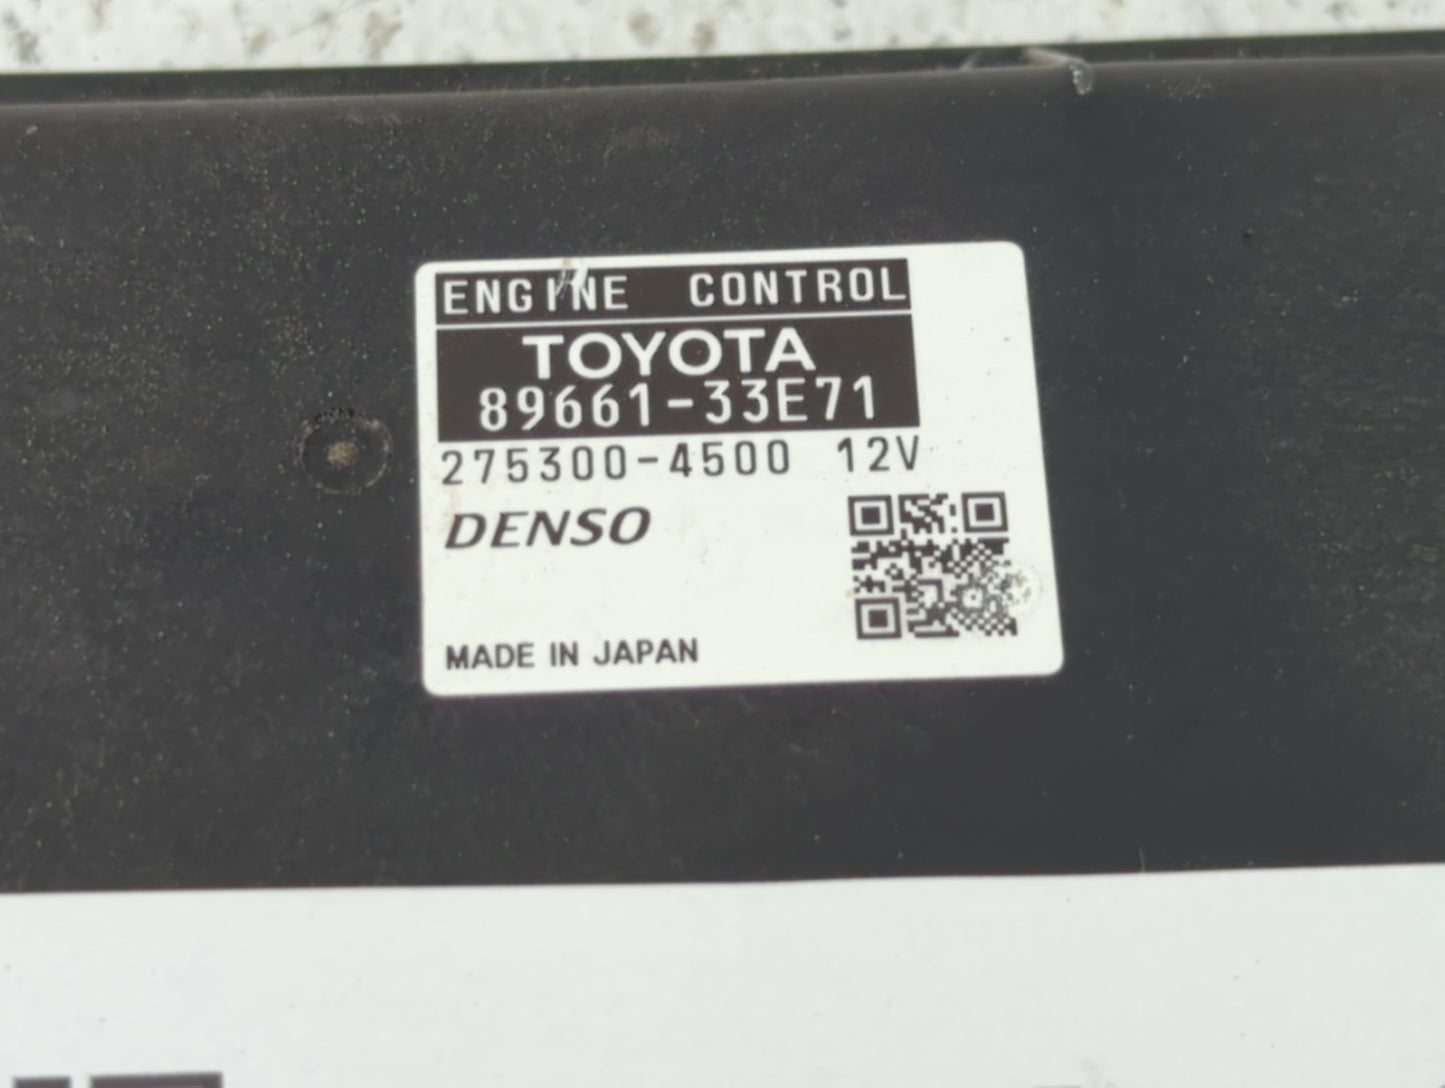 ENGINE CONTROL
TOYOTA
89661-33E71
275300-4500 12V
DENSO
MADE IN JAPAN